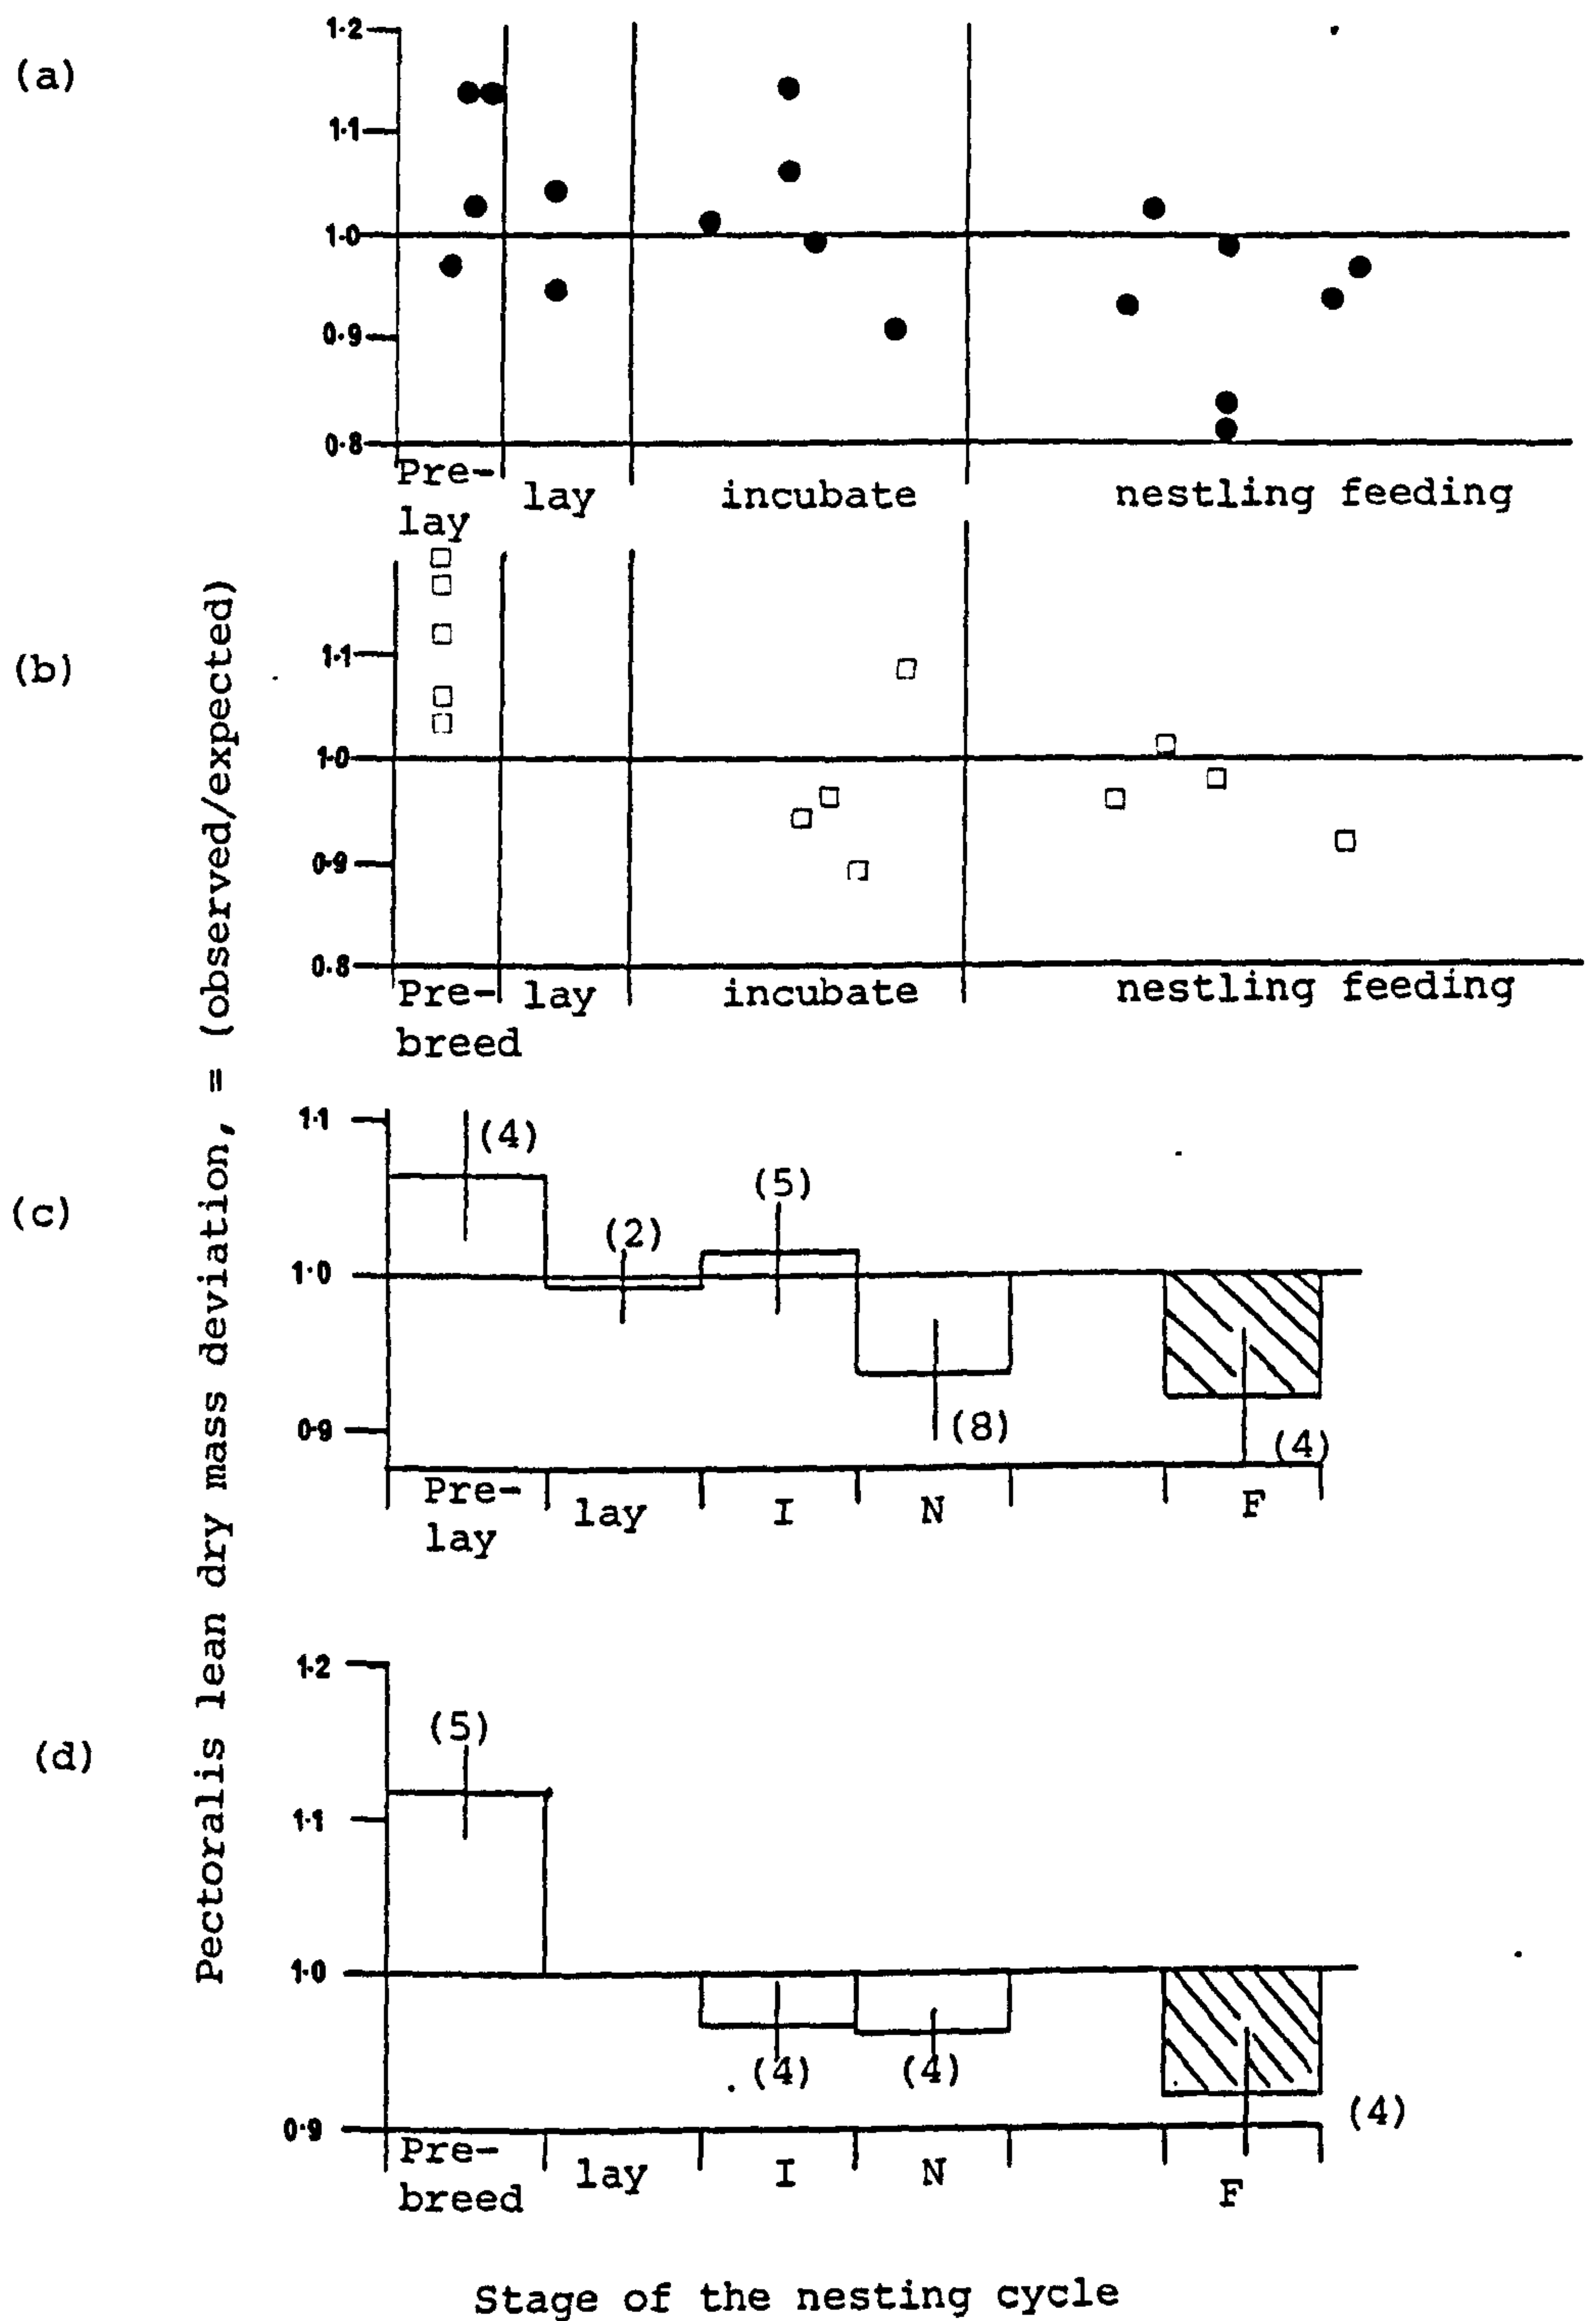 (a)
1·2
1·1
1·0
0·9
0·8
Pre-
lay
lay
incubate
nestling feeding
(b)
1·1
1·0
0·9
0·8
Pre-
breed
lay
incubate
nestling feeding
Pectoralis lean dry mass deviation, = (observed/expected)
(c)
1·1
1·0
0·9
(4)
(2)
(5)
(8)
(4)
Pre-
lay
lay
I
N
F
(d)
1·2
1·1
1·0
0·9
(5)
(4)
(4)
(4)
Pre-
breed
lay
I
N
F
Stage of the nesting cycle